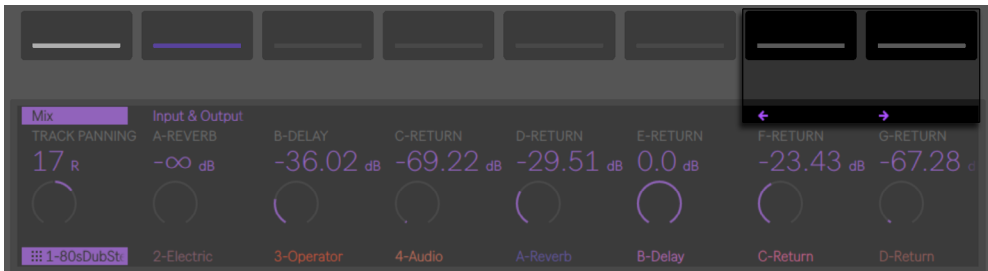 Mix Input & Output ← →
TRACK PANNING A-REVERB B-DELAY C-RETURN D-RETURN E-RETURN F-RETURN G-RETURN
17 R -∞ dB -36.02 dB -69.22 dB -29.51 dB 0.0 dB -23.43 dB -67.28 d
1-80sDubSt 2-Electric 3-Operator 4-Audio A-Reverb B-Delay C-Return D-Return